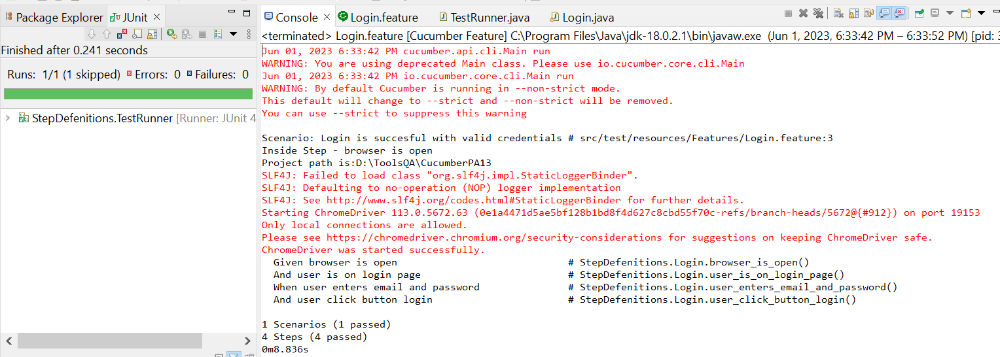 Package Explorer JUnit
Finished after 0.241 seconds
Runs: 1/1 (1 skipped) Errors: 0 Failures: 0
StepDefenitions.TestRunner [Runner: JUnit 4
Console Login.feature TestRunner.java Login.java
<terminated> Login.feature [Cucumber Feature] C:\Program Files\Java\jdk-18.0.2.1\bin\javaw.exe (Jun 1, 2023, 6:33:42 PM – 6:33:52 PM) [pid:
Jun 01, 2023 6:33:42 PM cucumber.api.cli.Main run
WARNING: You are using deprecated Main class. Please use io.cucumber.core.cli.Main
Jun 01, 2023 6:33:42 PM io.cucumber.core.cli.Main run
WARNING: By default Cucumber is running in --non-strict mode.
This default will change to --strict and --non-strict will be removed.
You can use --strict to suppress this warning
Scenario: Login is succesful with valid credentials # src/test/resources/Features/Login.feature:3
Inside Step - browser is open
Project path is:D:\ToolsQA\CucumberPA13
SLF4J: Failed to load class "org.slf4j.impl.StaticLoggerBinder".
SLF4J: Defaulting to no-operation (NOP) logger implementation
SLF4J: See http://www.slf4j.org/codes.html#StaticLoggerBinder for further details.
Starting ChromeDriver 113.0.5672.63 (0e1a4471d5ae5bf128b1bd8f4d627c8cbd55f70c-refs/branch-heads/5672@{#912}) on port 19153
Only local connections are allowed.
Please see https://chromedriver.chromium.org/security-considerations for suggestions on keeping ChromeDriver safe.
ChromeDriver was started successfully.
Given browser is open # StepDefenitions.Login.browser_is_open()
And user is on login page # StepDefenitions.Login.user_is_on_login_page()
When user enters email and password # StepDefenitions.Login.user_enters_email_and_password()
And user click button login # StepDefenitions.Login.user_click_button_login()
1 Scenarios (1 passed)
4 Steps (4 passed)
0m8.836s